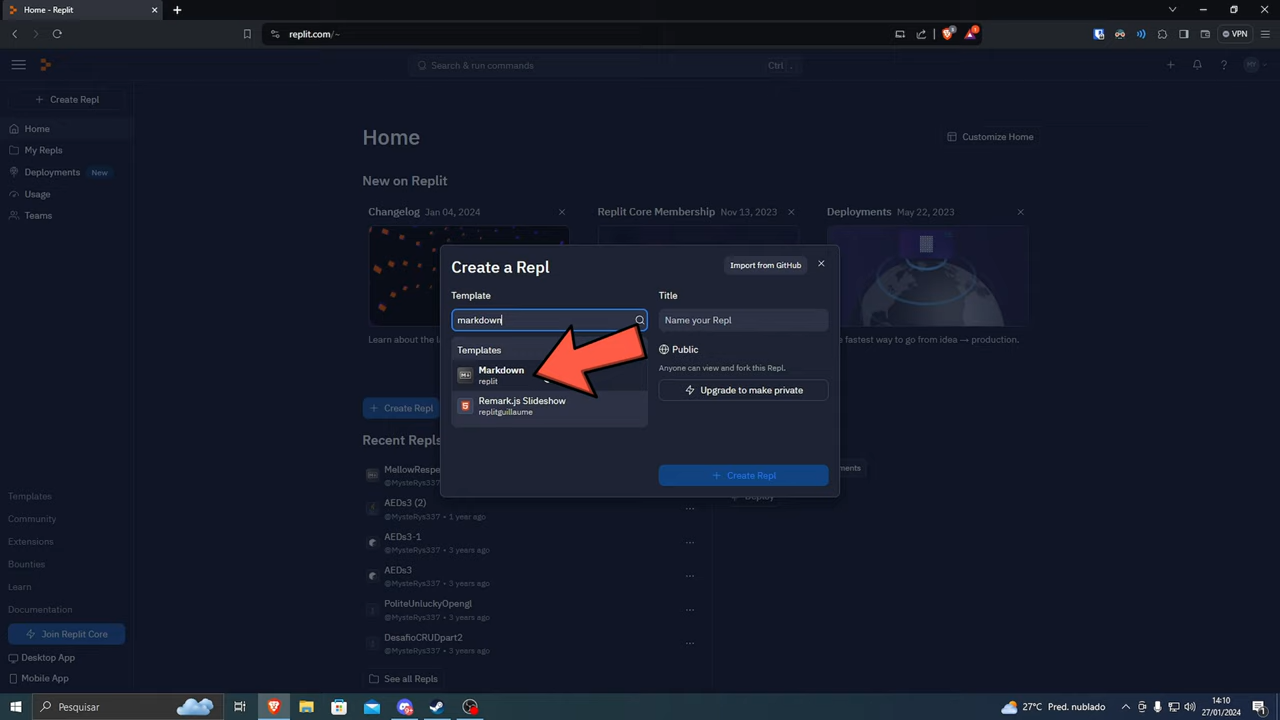 Home - Replit
replit.com/~
VPN
Search & run commands
Ctrl .
MY
Create Repl
Home
My Repls
Deployments New
Usage
Teams
Home
Customize Home
New on Replit
Changelog Jan 04, 2024
Replit Core Membership Nov 13, 2023
Deployments May 22, 2023
Create a Repl
Import from GitHub
Template
Title
markdown
Name your Repl
Templates
Markdown
replit
Remark.js Slideshow
replitguillaume
Public
Anyone can view and fork this Repl.
Upgrade to make private
Create Repl
Learn about the la
fastest way to go from idea → production.
Create Repl
Recent Repls
MellowRespe
@MysteRys337
ments
Deploy
AEDs3 (2)
@MysteRys337 • 1 year ago
AEDs3-1
@MysteRys337 • 3 years ago
AEDs3
@MysteRys337 • 3 years ago
PoliteUnluckyOpengl
@MysteRys337 • 3 years ago
DesafioCRUDpart2
@MysteRys337 • 3 years ago
See all Repls
Templates
Community
Extensions
Bounties
Learn
Documentation
Join Replit Core
Desktop App
Mobile App
Pesquisar
27°C Pred. nublado
14:10
27/01/2024